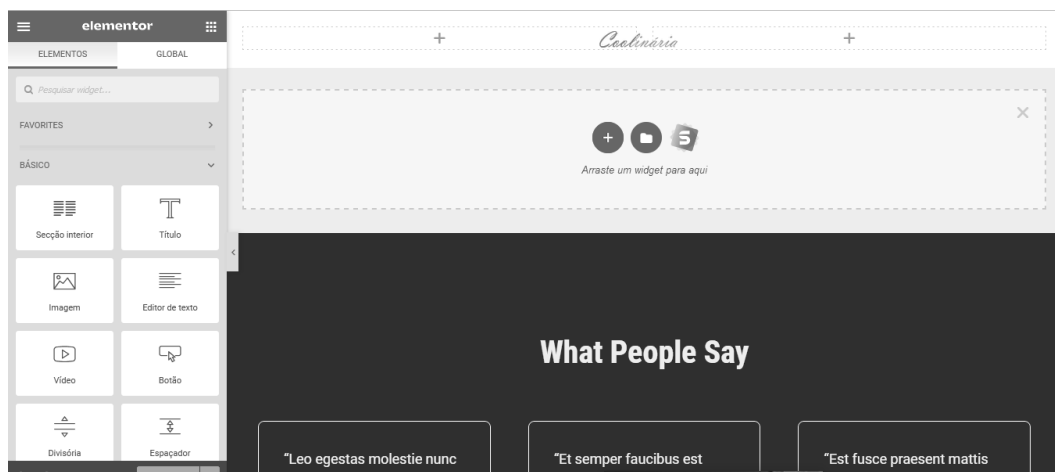 elementor
ELEMENTOS
GLOBAL
Pesquisar widget...
FAVORITES
BÁSICO
Secção interior
Título
Imagem
Editor de texto
Vídeo
Botão
Divisória
Espaçador
+ Coolinária +
Arraste um widget para aqui
What People Say
“Leo egestas molestie nunc
“Et semper faucibus est
“Est fusce praesent mattis